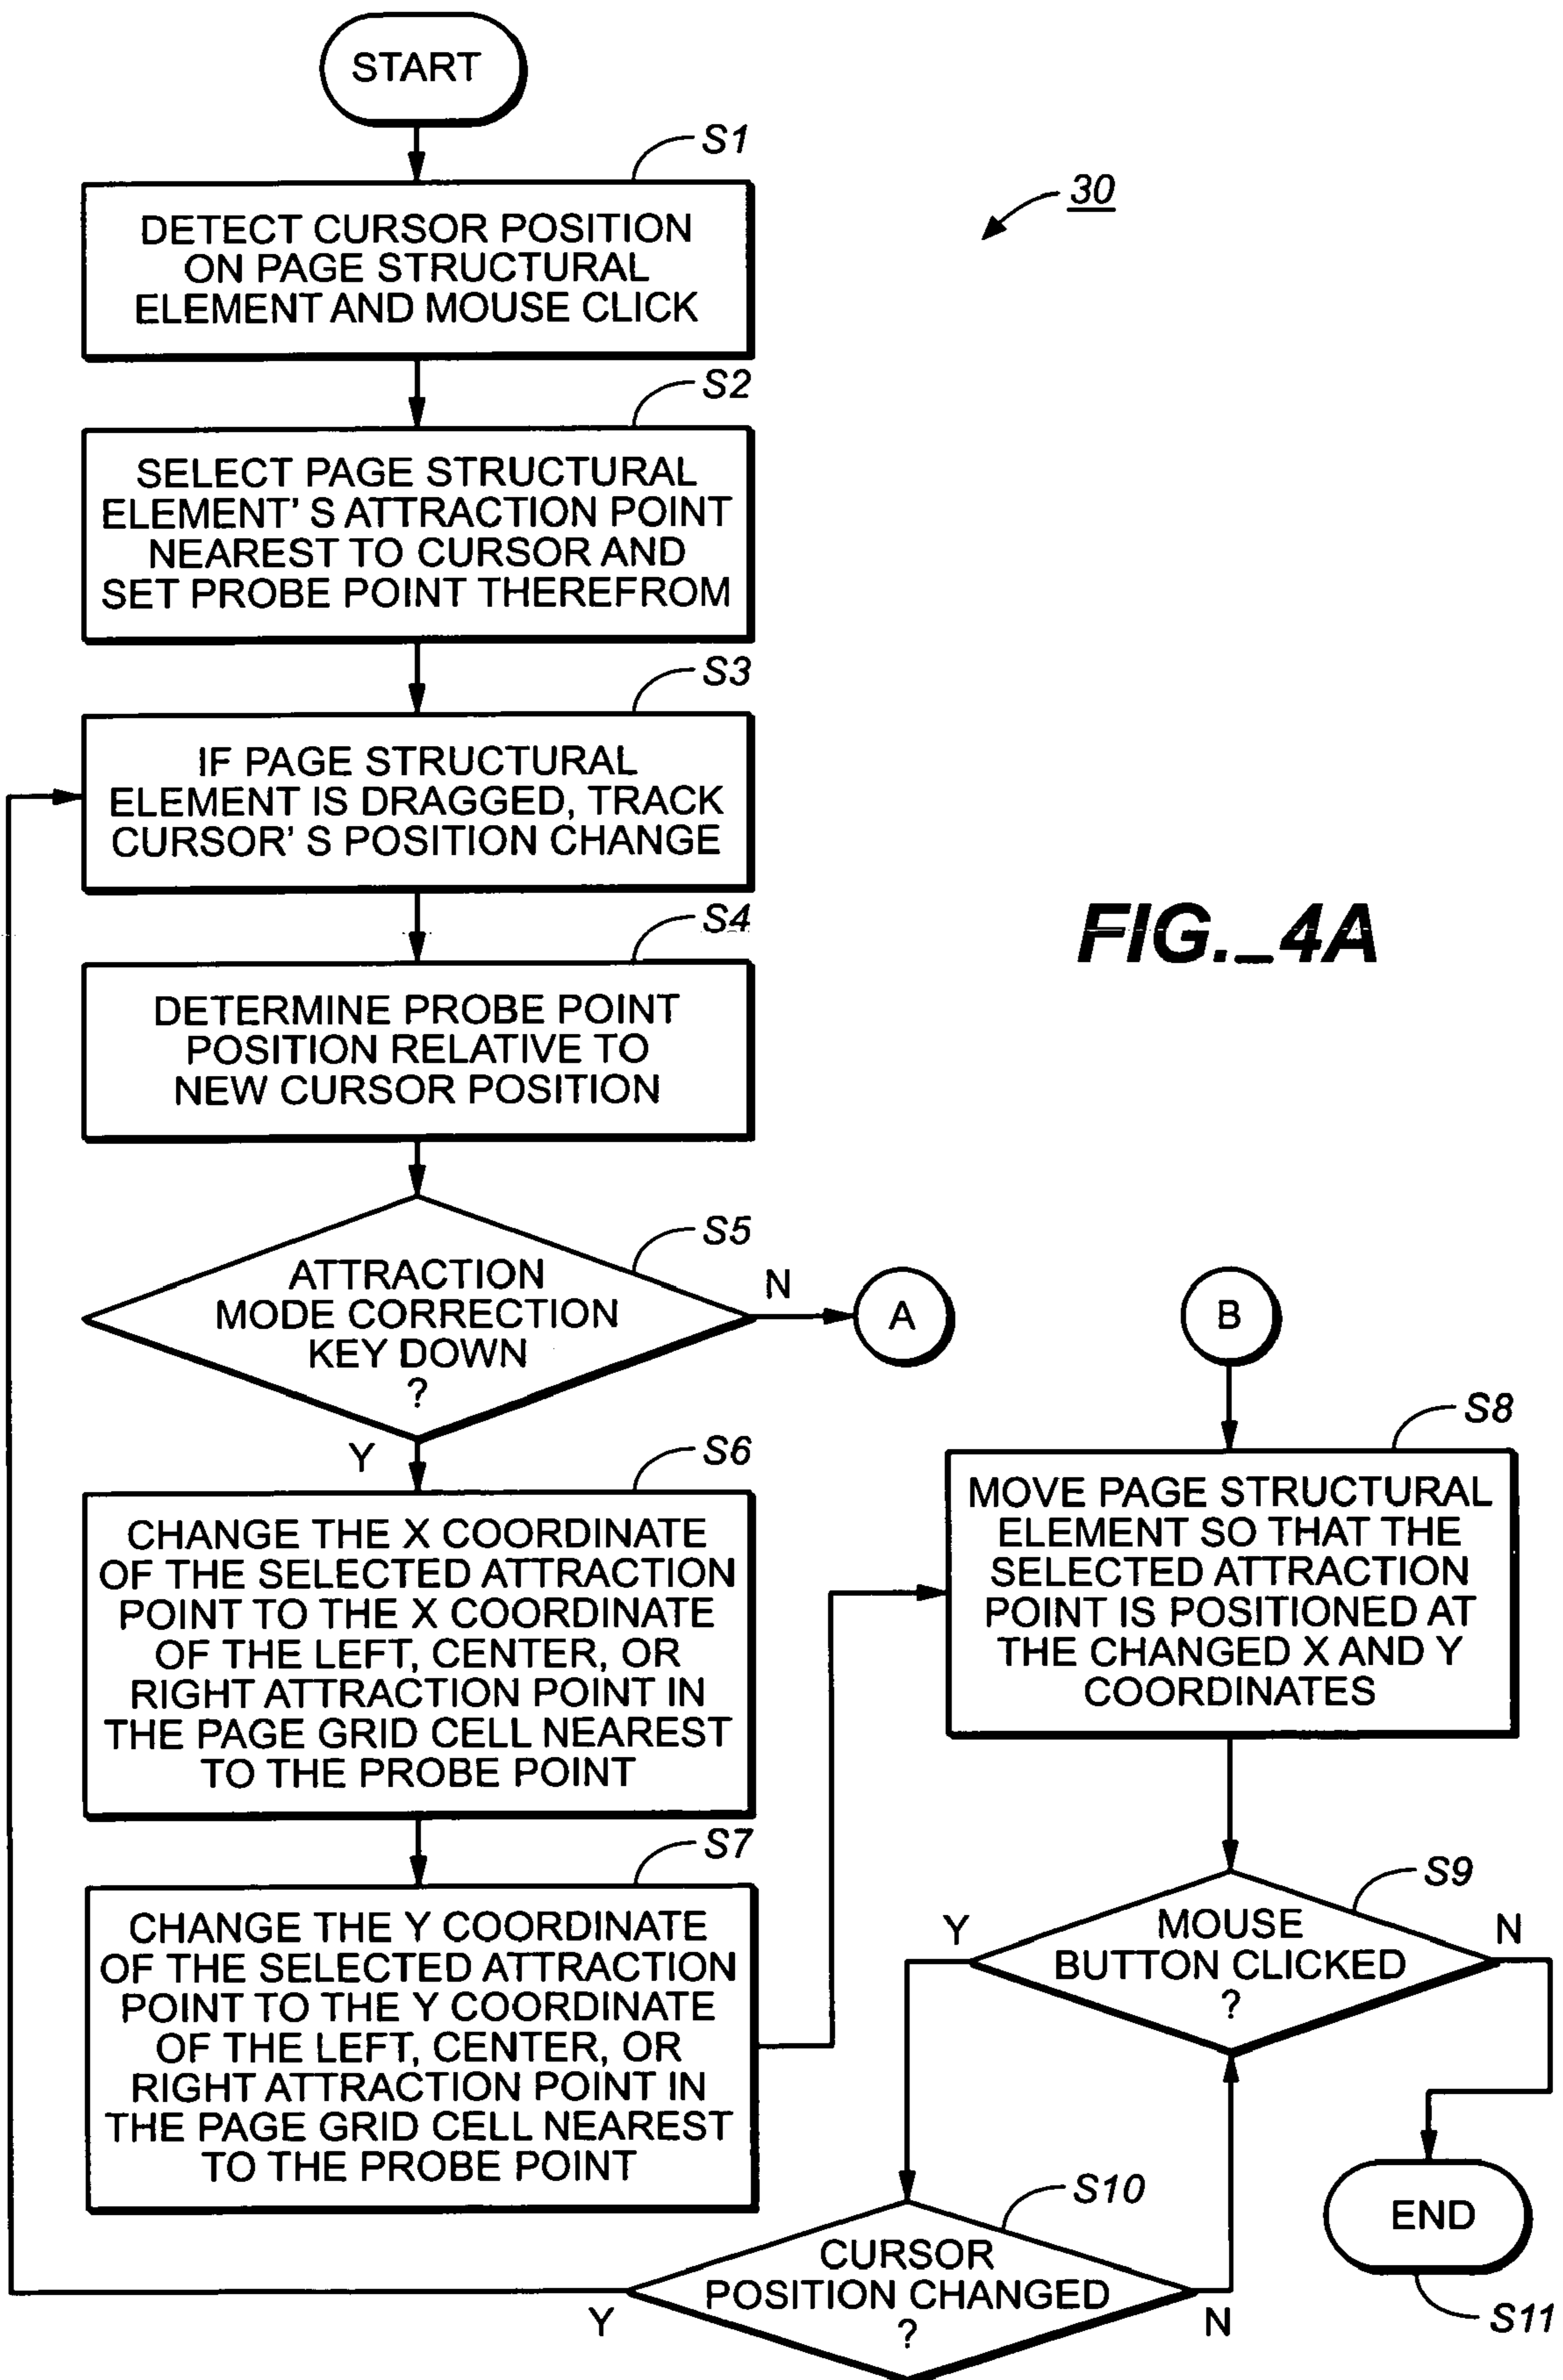 START
S1
30
DETECT CURSOR POSITION
ON PAGE STRUCTURAL
ELEMENT AND MOUSE CLICK
S2
SELECT PAGE STRUCTURAL
ELEMENT'S ATTRACTION POINT
NEAREST TO CURSOR AND
SET PROBE POINT THEREFROM
S3
IF PAGE STRUCTURAL
ELEMENT IS DRAGGED, TRACK
CURSOR'S POSITION CHANGE
FIG._4A
S4
DETERMINE PROBE POINT
POSITION RELATIVE TO
NEW CURSOR POSITION
S5
ATTRACTION
MODE CORRECTION
KEY DOWN
?
N
A
Y
S6
CHANGE THE X COORDINATE
OF THE SELECTED ATTRACTION
POINT TO THE X COORDINATE
OF THE LEFT, CENTER, OR
RIGHT ATTRACTION POINT IN
THE PAGE GRID CELL NEAREST
TO THE PROBE POINT
S7
CHANGE THE Y COORDINATE
OF THE SELECTED ATTRACTION
POINT TO THE Y COORDINATE
OF THE LEFT, CENTER, OR
RIGHT ATTRACTION POINT IN
THE PAGE GRID CELL NEAREST
TO THE PROBE POINT
B
S8
MOVE PAGE STRUCTURAL
ELEMENT SO THAT THE
SELECTED ATTRACTION
POINT IS POSITIONED AT
THE CHANGED X AND Y
COORDINATES
S9
MOUSE
BUTTON CLICKED
?
Y
N
S10
CURSOR
POSITION CHANGED
?
Y
N
END
S11